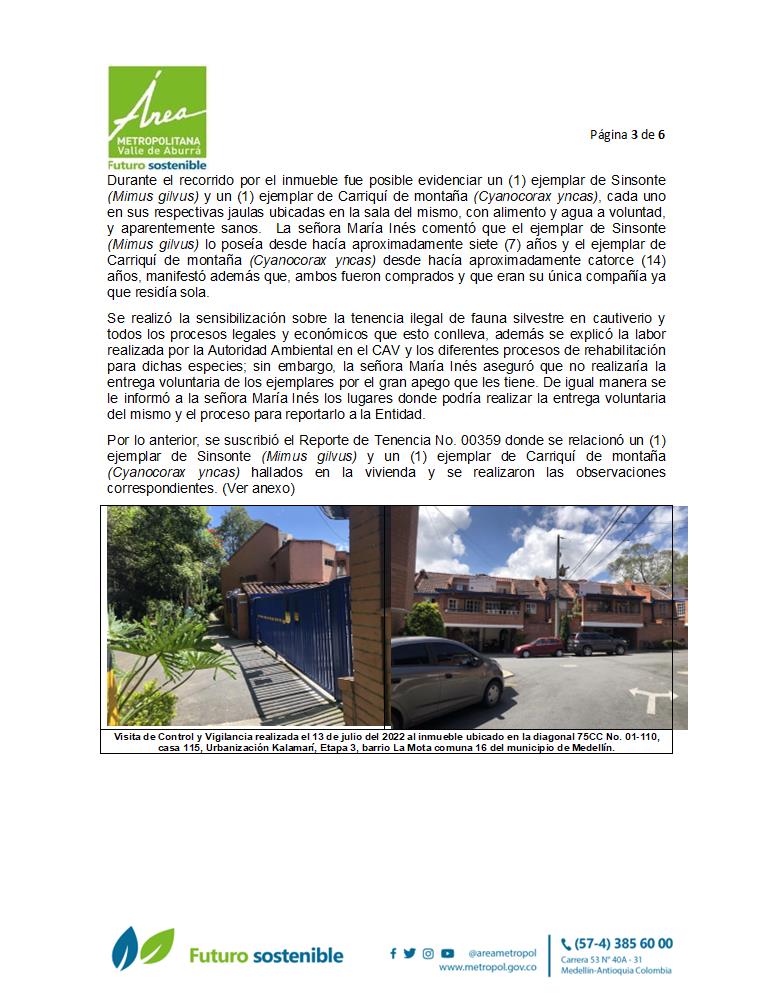 Área
METROPOLITANA
Valle de Aburrá
Futuro sostenible
Página 3 de 6
Durante el recorrido por el inmueble fue posible evidenciar un (1) ejemplar de Sinsonte
(Mimus gilvus) y un (1) ejemplar de Carriquí de montaña (Cyanocorax yncas), cada uno
en sus respectivas jaulas ubicadas en la sala del mismo, con alimento y agua a voluntad,
y aparentemente sanos. La señora María Inés comentó que el ejemplar de Sinsonte
(Mimus gilvus) lo poseía desde hacía aproximadamente siete (7) años y el ejemplar de
Carriquí de montaña (Cyanocorax yncas) desde hacía aproximadamente catorce (14)
años, manifestó además que, ambos fueron comprados y que eran su única compañía ya
que residía sola.
Se realizó la sensibilización sobre la tenencia ilegal de fauna silvestre en cautiverio y
todos los procesos legales y económicos que esto conlleva, además se explicó la labor
realizada por la Autoridad Ambiental en el CAV y los diferentes procesos de rehabilitación
para dichas especies; sin embargo, la señora María Inés aseguró que no realizaría la
entrega voluntaria de los ejemplares por el gran apego que les tiene. De igual manera se
le informó a la señora María Inés los lugares donde podría realizar la entrega voluntaria
del mismo y el proceso para reportarlo a la Entidad.
Por lo anterior, se suscribió el Reporte de Tenencia No. 00359 donde se relacionó un (1)
ejemplar de Sinsonte (Mimus gilvus) y un (1) ejemplar de Carriquí de montaña
(Cyanocorax yncas) hallados en la vivienda y se realizaron las observaciones
correspondientes. (Ver anexo)
Visita de Control y Vigilancia realizada el 13 de julio del 2022 al inmueble ubicado en la diagonal 75CC No. 01-110,
casa 115, Urbanización Kalamarí, Etapa 3, barrio La Mota comuna 16 del municipio de Medellín.
Futuro sostenible
@areametropol
www.metropol.gov.co
(57-4) 385 60 00
Carrera 53 N° 40A - 31
Medellín-Antioquia Colombia